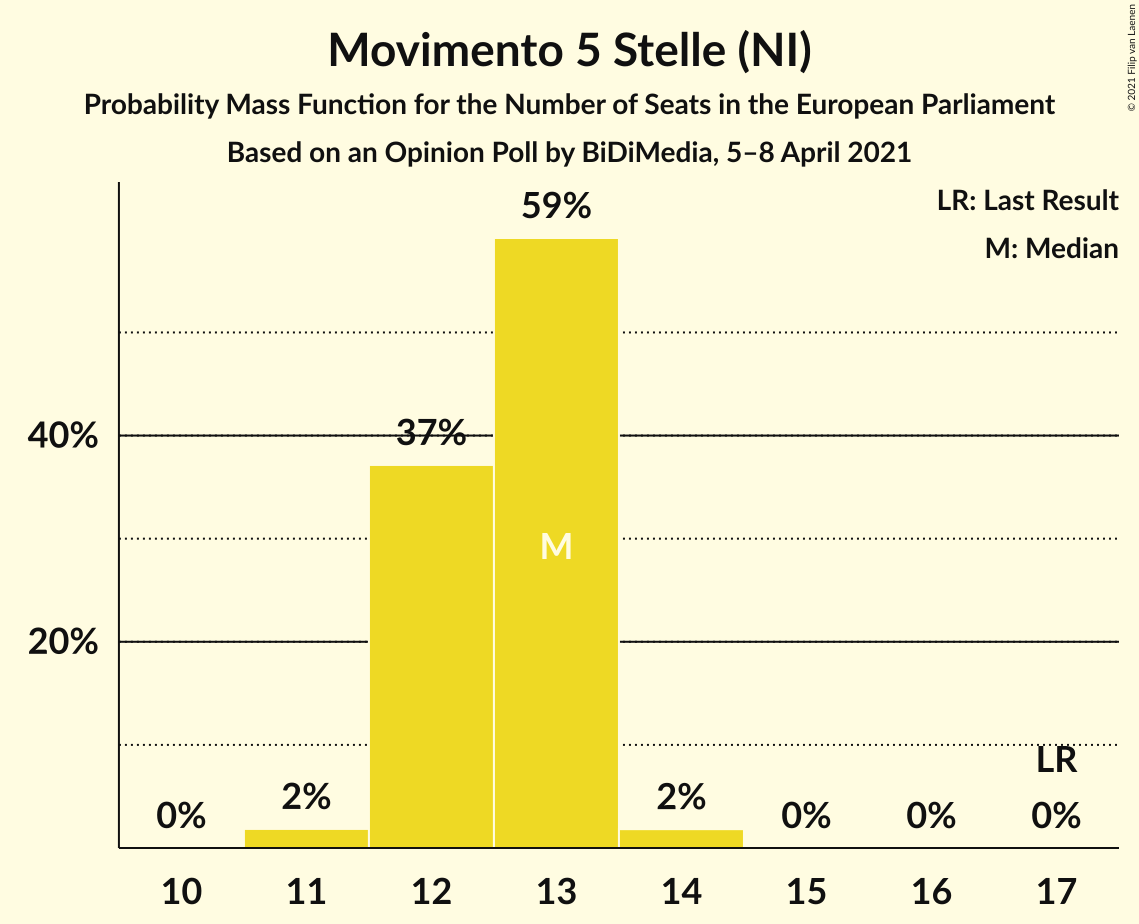 Movimento 5 Stelle (NI)
Probability Mass Function for the Number of Seats in the European Parliament
Based on an Opinion Poll by BiDiMedia, 5–8 April 2021
© 2021 Filip van Laenen
LR: Last Result
M: Median
59%
40%
37%
M
20%
LR
0%
2%
2%
0%
0%
0%
10
11
12
13
14
15
16
17